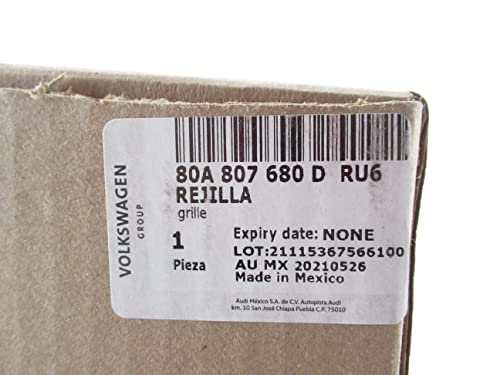 VOLKSWAGEN
GROUP
80A 807 680 D RU6
REJILLA
grille
1
Pieza
Expiry date: NONE
LOT:21115367566100
AU MX 20210526
Made in Mexico
Audi México S.A. de C.V. Autopista Audi
km. 10 San José Chiapa Puebla C.P. 75010